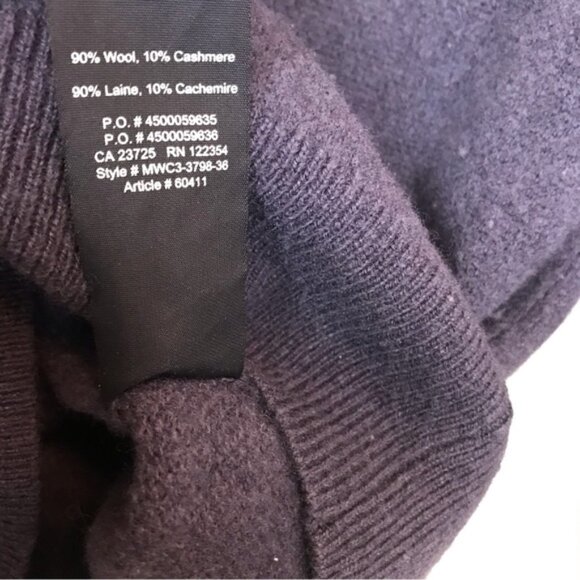 90% Wool, 10% Cashmere
90% Laine, 10% Cachemire
P.O. # 4500059635
P.O. # 4500059636
CA 23725 RN 122354
Style # MWC3-3798-36
Article # 60411